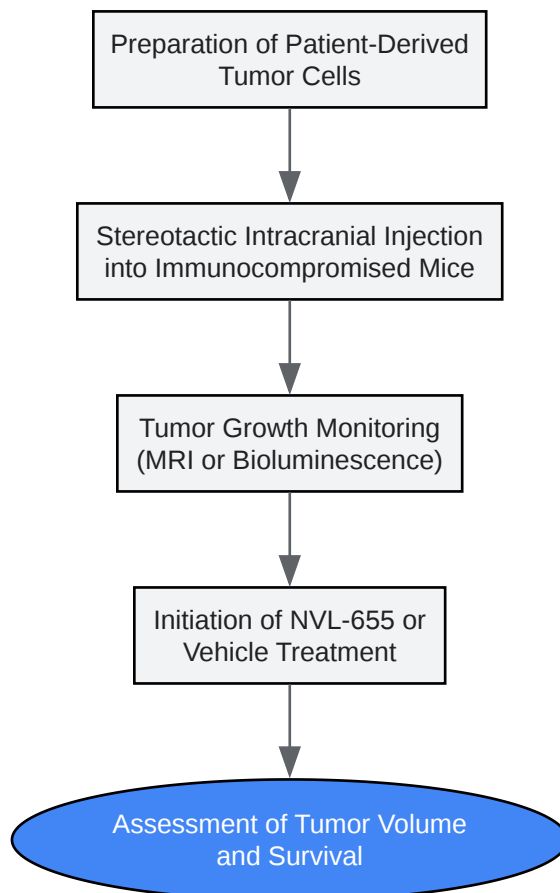 Preparation of Patient-Derived
Tumor Cells
Stereotactic Intracranial Injection
into Immunocompromised Mice
Tumor Growth Monitoring
(MRI or Bioluminescence)
Initiation of NVL-655 or
Vehicle Treatment
Assessment of Tumor Volume
and Survival